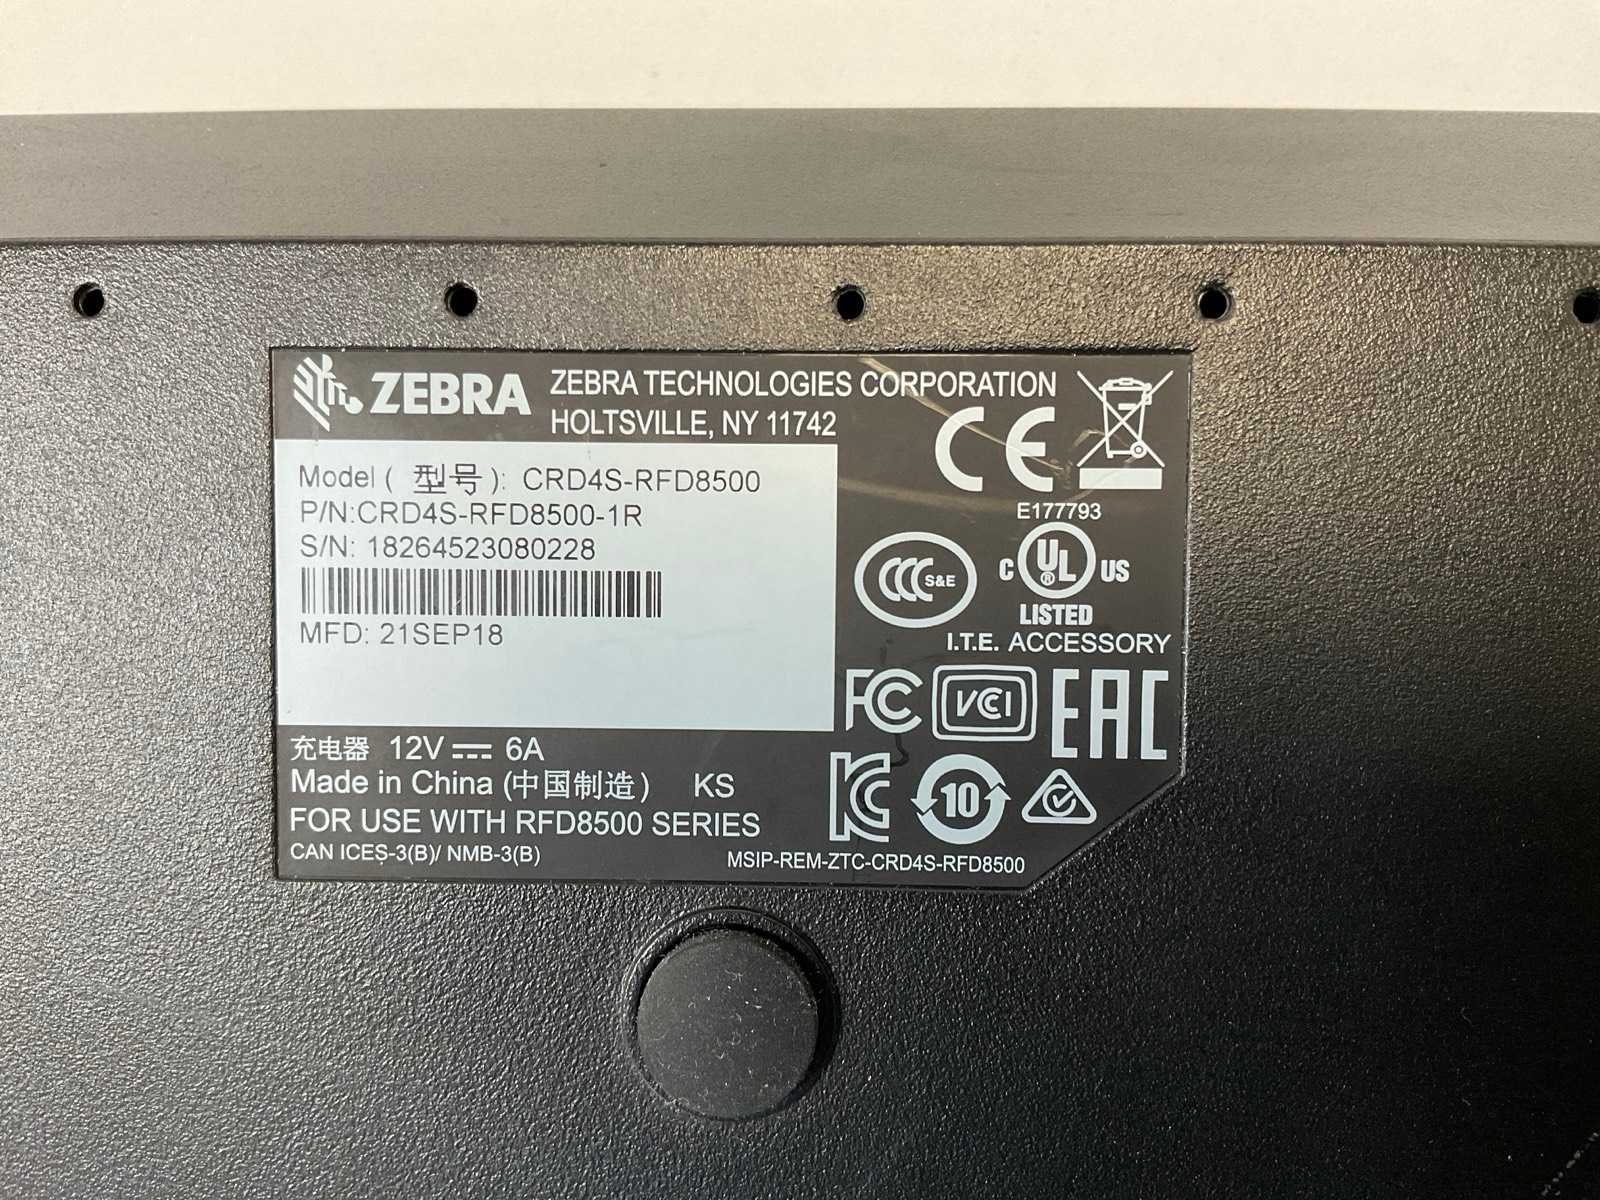 ZEBRA
ZEBRA TECHNOLOGIES CORPORATION
HOLTSVILLE, NY 11742
Model ( 型号 ): CRD4S-RFD8500
P/N:CRD4S-RFD8500-1R
S/N: 18264523080228
MFD: 21SEP18
CE
E177793
CCC S&E
C UL ® US
LISTED
I.T.E. ACCESSORY
FC VCCI EAC
充电器 12V ⎓ 6A
Made in China (中国制造) KS
FOR USE WITH RFD8500 SERIES
CAN ICES-3(B)/ NMB-3(B)
KC 10
MSIP-REM-ZTC-CRD4S-RFD8500